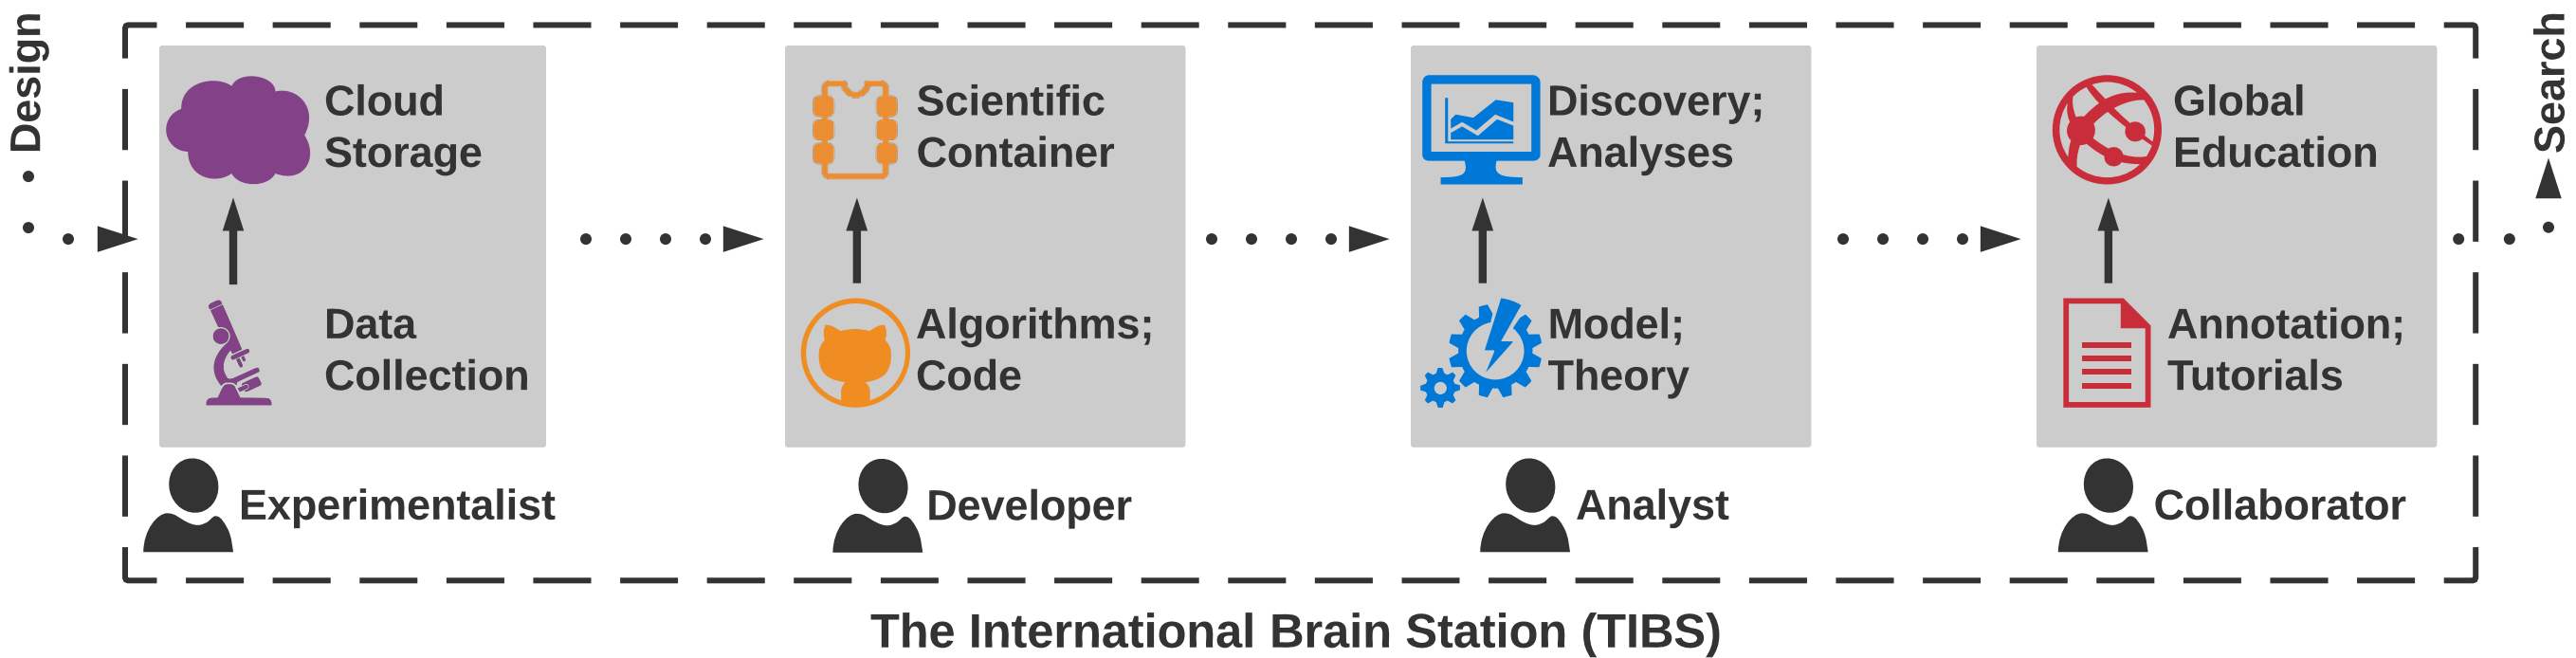 Design
Cloud
Storage
Data
Collection
Experimentalist
Scientific
Container
Algorithms;
Code
Developer
Discovery;
Analyses
Model;
Theory
Analyst
Global
Education
Annotation;
Tutorials
Collaborator
Search
The International Brain Station (TIBS)